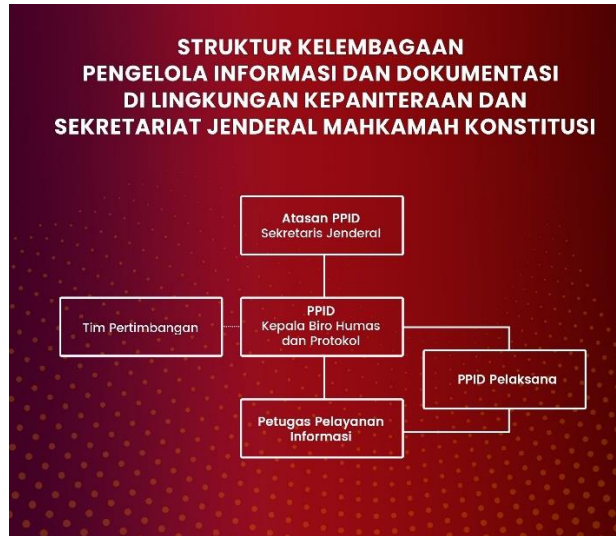 STRUKTUR KELEMBAGAAN
PENGELOLA INFORMASI DAN DOKUMENTASI
DI LINGKUNGAN KEPANITERAAN DAN
SEKRETARIAT JENDERAL MAHKAMAH KONSTITUSI
Atasan PPID
Sekretaris Jenderal
Tim Pertimbangan
PPID
Kepala Biro Humas
dan Protokol
PPID Pelaksana
Petugas Pelayanan
Informasi